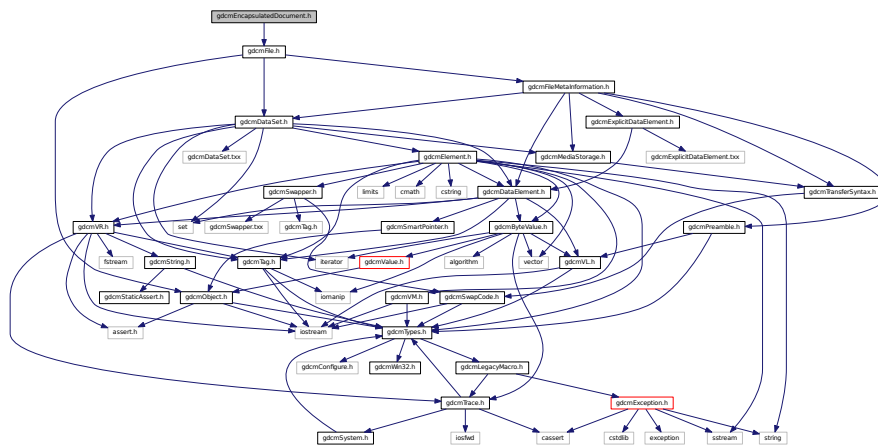 gdcmEncapsulatedDocument.h
gdcmFile.h
gdcmFileMetaInformation.h
gdcmDataSet.h
gdcmExplicitDataElement.h
gdcmDataSet.txx
gdcmElement.h
gdcmMediaStorage.h
gdcmExplicitDataElement.txx
gdcmSwapper.h
limits
cmath
cstring
gdcmDataElement.h
gdcmTransferSyntax.h
gdcmVR.h
set
gdcmSwapper.txx
gdcmTag.h
gdcmSmartPointer.h
gdcmByteValue.h
gdcmPreamble.h
fstream
gdcmString.h
gdcmTag.h
iterator
gdcmValue.h
algorithm
vector
gdcmVL.h
gdcmStaticAssert.h
gdcmObject.h
iomanip
gdcmVM.h
gdcmSwapCode.h
assert.h
iostream
gdcmTypes.h
gdcmConfigure.h
gdcmWin32.h
gdcmLegacyMacro.h
gdcmTrace.h
gdcmException.h
gdcmSystem.h
iosfwd
cassert
cstdlib
exception
sstream
string